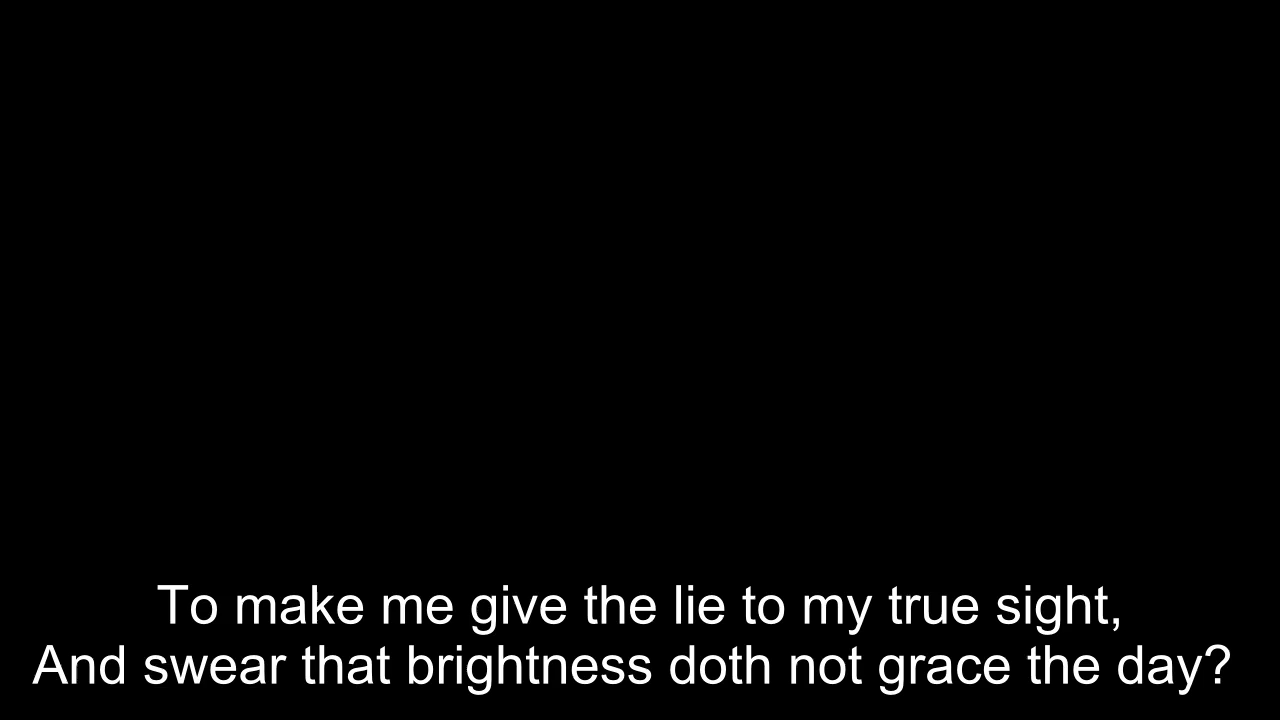 To make me give the lie to my true sight,
And swear that brightness doth not grace the day?